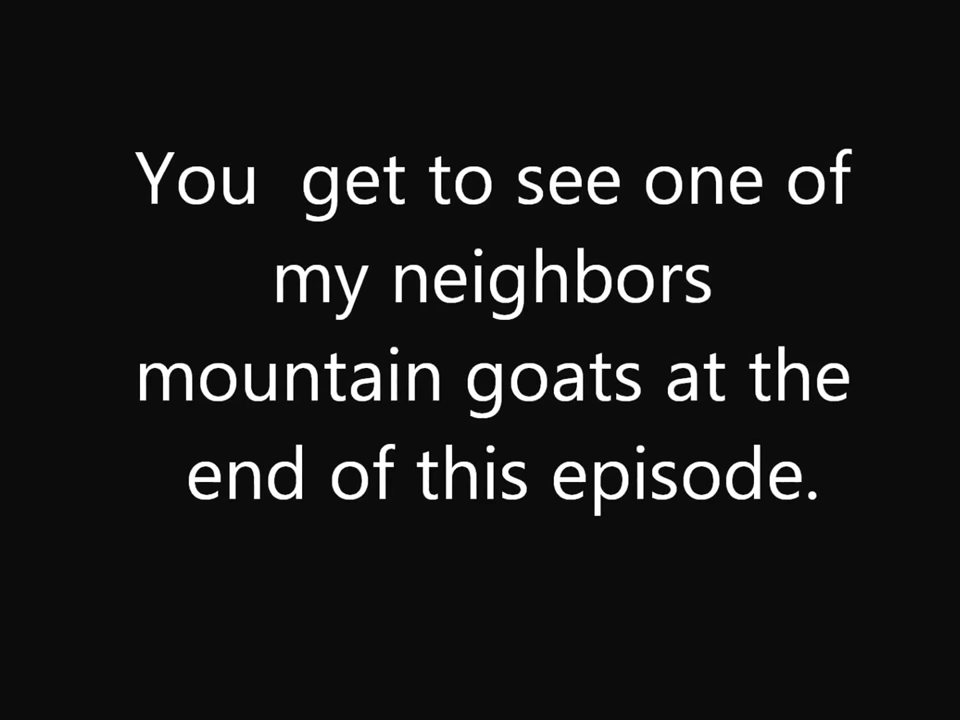 You  get to see one of
my neighbors
mountain goats at the
end of this episode.